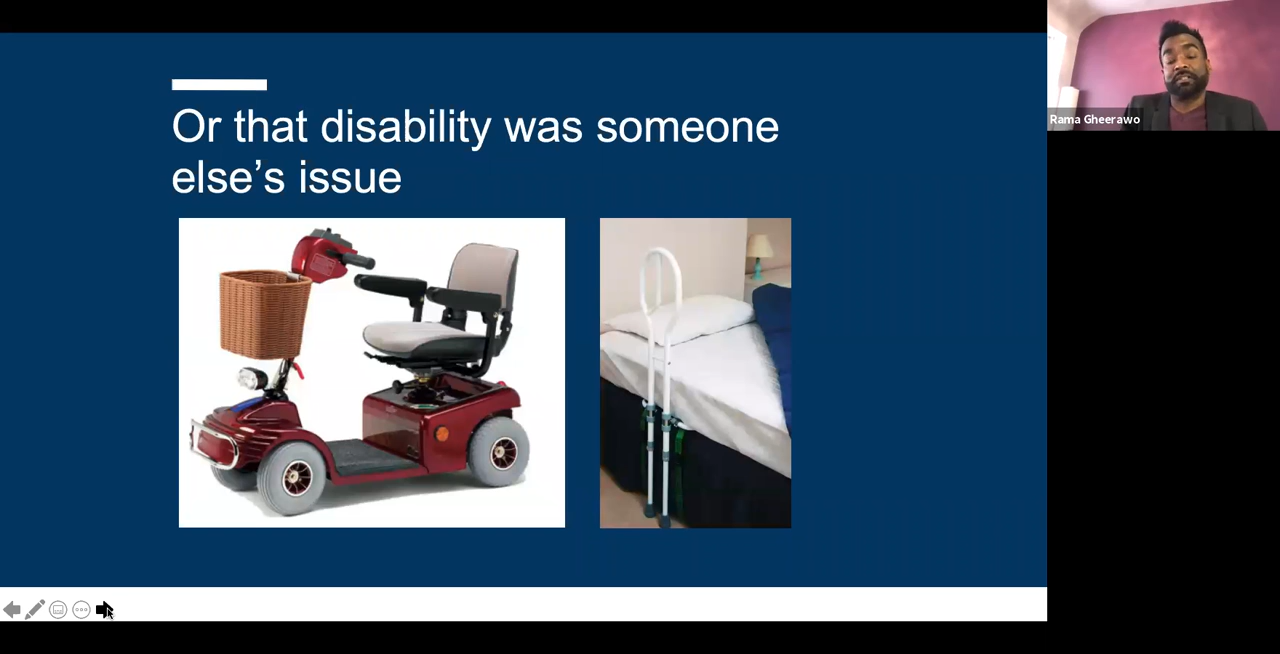 Or that disability was someone
else’s issue
Rama Gheerawo